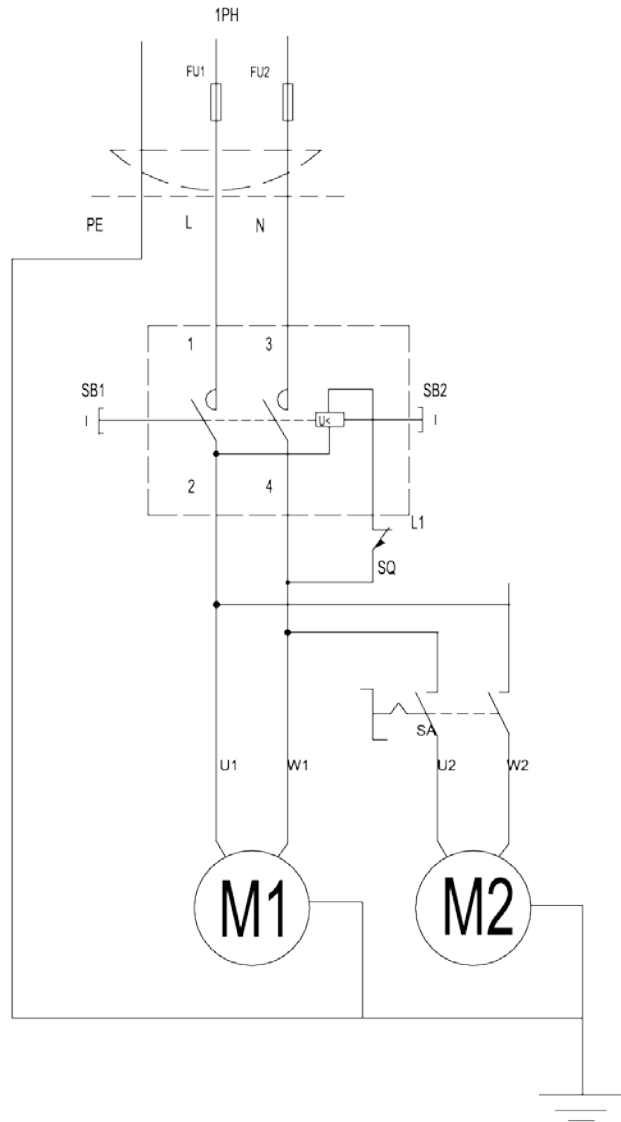 1PH
FU1 FU2
PE L N
1 3
SB1 SB2
I U< I
2 4
L1
SQ
SA
U1 W1 U2 W2
M1 M2